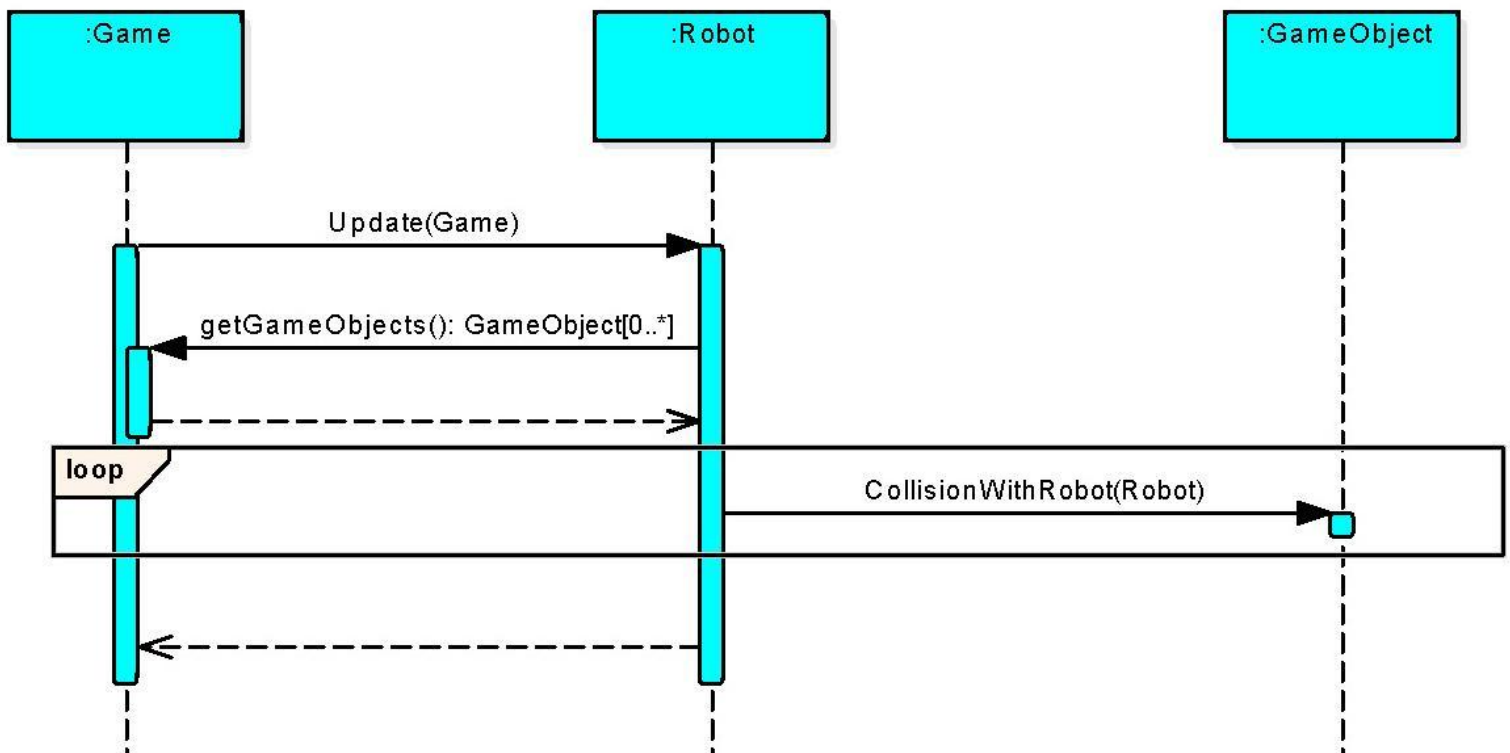 :Game
:Robot
:GameObject
Update(Game)
getGameObjects(): GameObject[0..*]
loop
CollisionWithRobot(Robot)